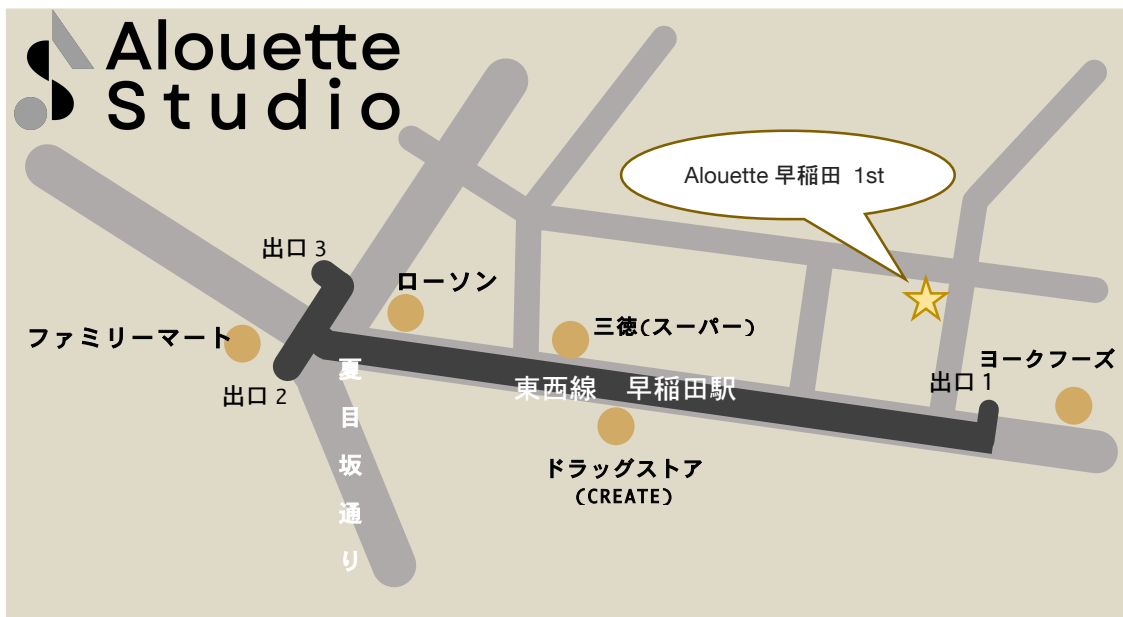 Alouette
Studio
Alouette 早稲田 1st
出口 3
ローソン
ファミリーマート
三徳(スーパー)
ヨークフーズ
出口 1
東西線 早稲田駅
出口 2
夏目坂通り
ドラッグストア
(CREATE)